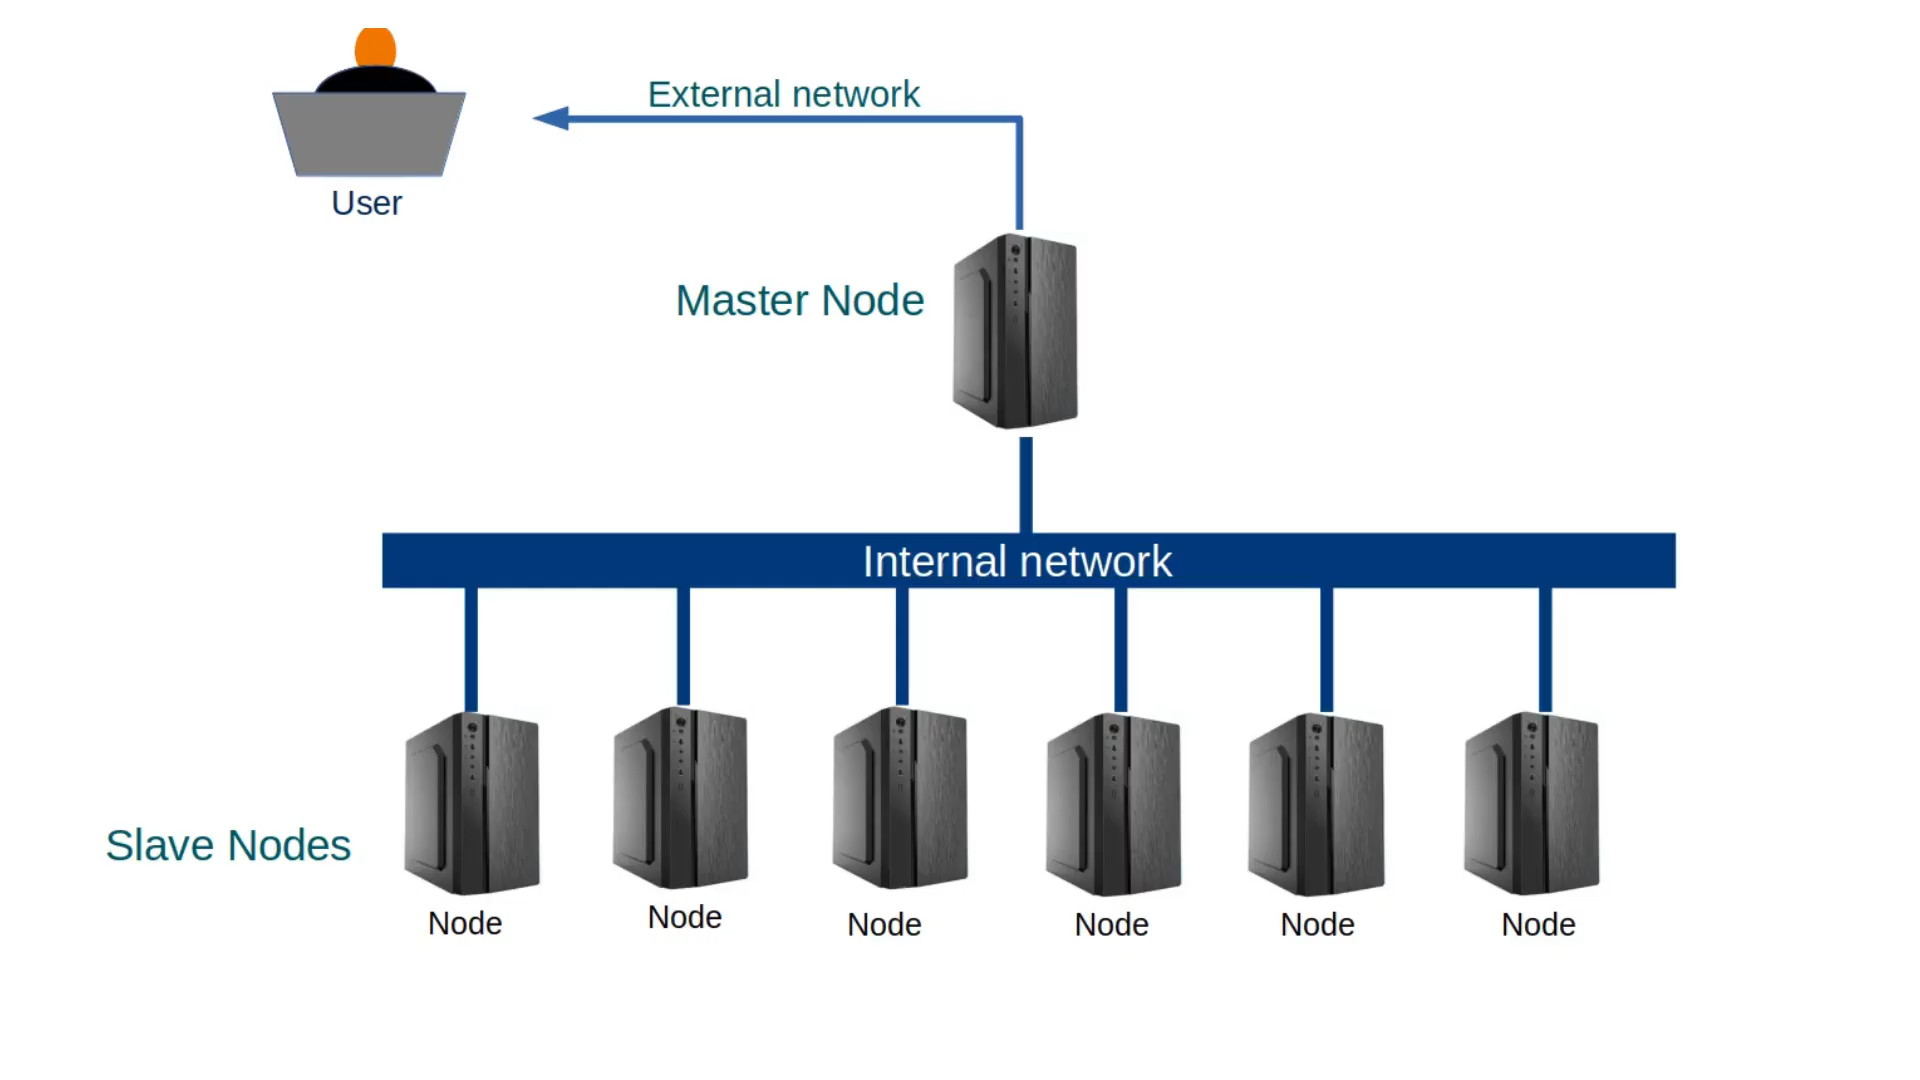 External network
User
Master Node
Internal network
Slave Nodes
Node
Node
Node
Node
Node
Node